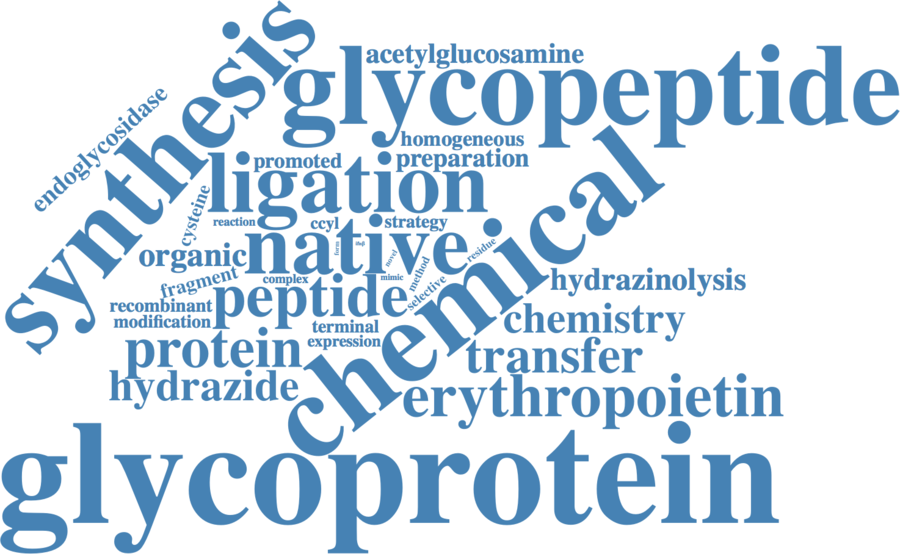 synthesis
acetylglucosamine
glycopeptide
endoglycosidase
homogeneous
promoted
preparation
ligation
chemical
cysteine
reaction
ccyl
strategy
native
form
novel
residue
organic
method
complex
mimic
selective
fragment
hydrazinolysis
peptide
recombinant
modification
terminal
chemistry
expression
protein
transfer
hydrazide
erythropoietin
glycoprotein